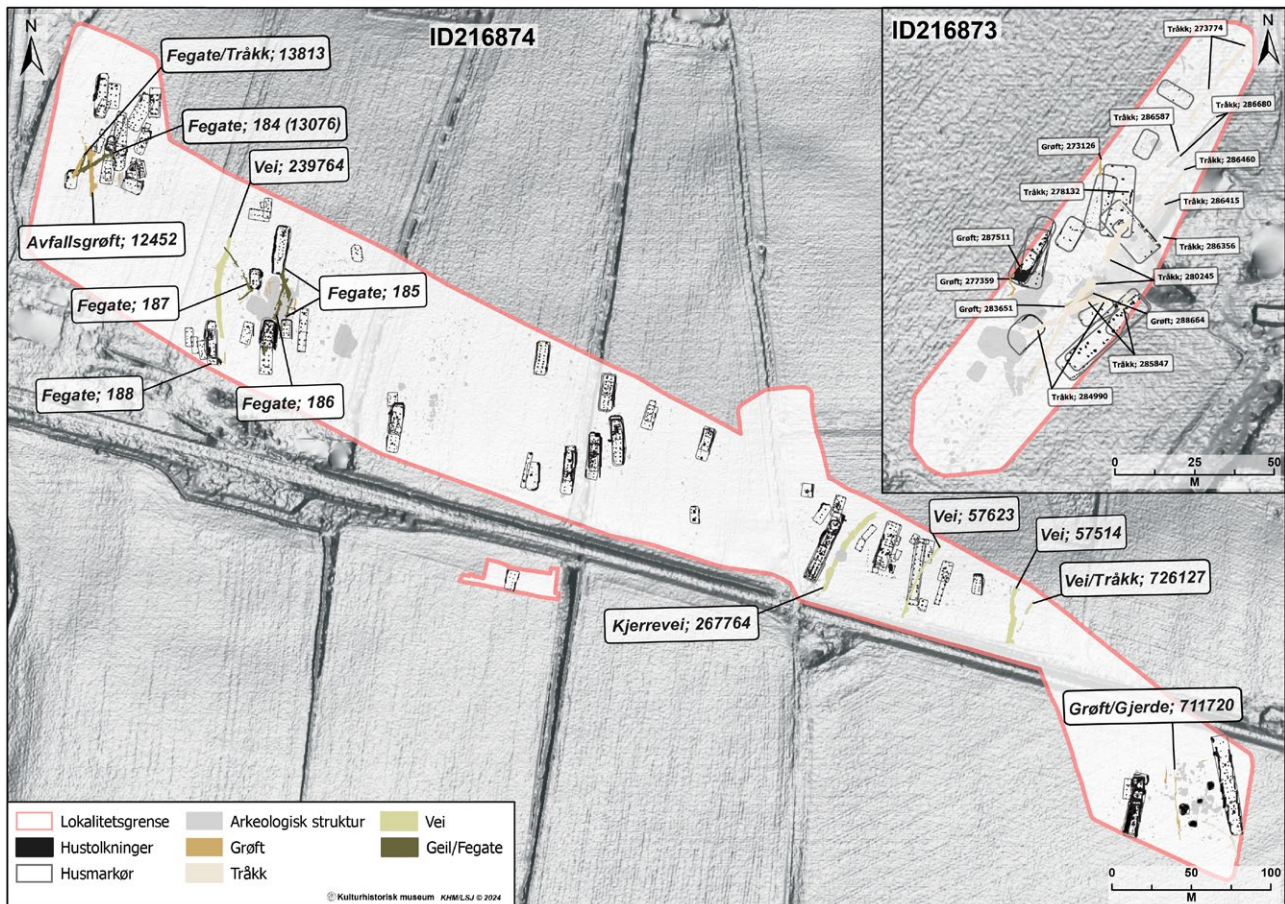 N
ID216874
Fegate/Tråkk; 13813
Fegate; 184 (13076)
Vei; 239764
Avfallsgrøft; 12452
Fegate; 187
Fegate; 185
Fegate; 188
Fegate; 186
Kjerrevei; 267764
Vei; 57623
Vei; 57514
Vei/Tråkk; 726127
Grøft/Gjerde; 711720
ID216873
N
Tråkk; 273774
Tråkk; 286680
Tråkk; 286587
Grøft; 273126
Tråkk; 286460
Tråkk; 278132
Tråkk; 286415
Grøft; 287511
Tråkk; 286356
Grøft; 277359
Tråkk; 280245
Grøft; 283651
Grøft; 288664
Tråkk; 285847
Tråkk; 284990
0 25 50
M
Lokalitetsgrense
Hustolkninger
Husmarkør
Arkeologisk struktur
Grøft
Tråkk
Vei
Geil/Fegate
Kulturhistorisk museum KHM/LSJ © 2024
0 50 100
M